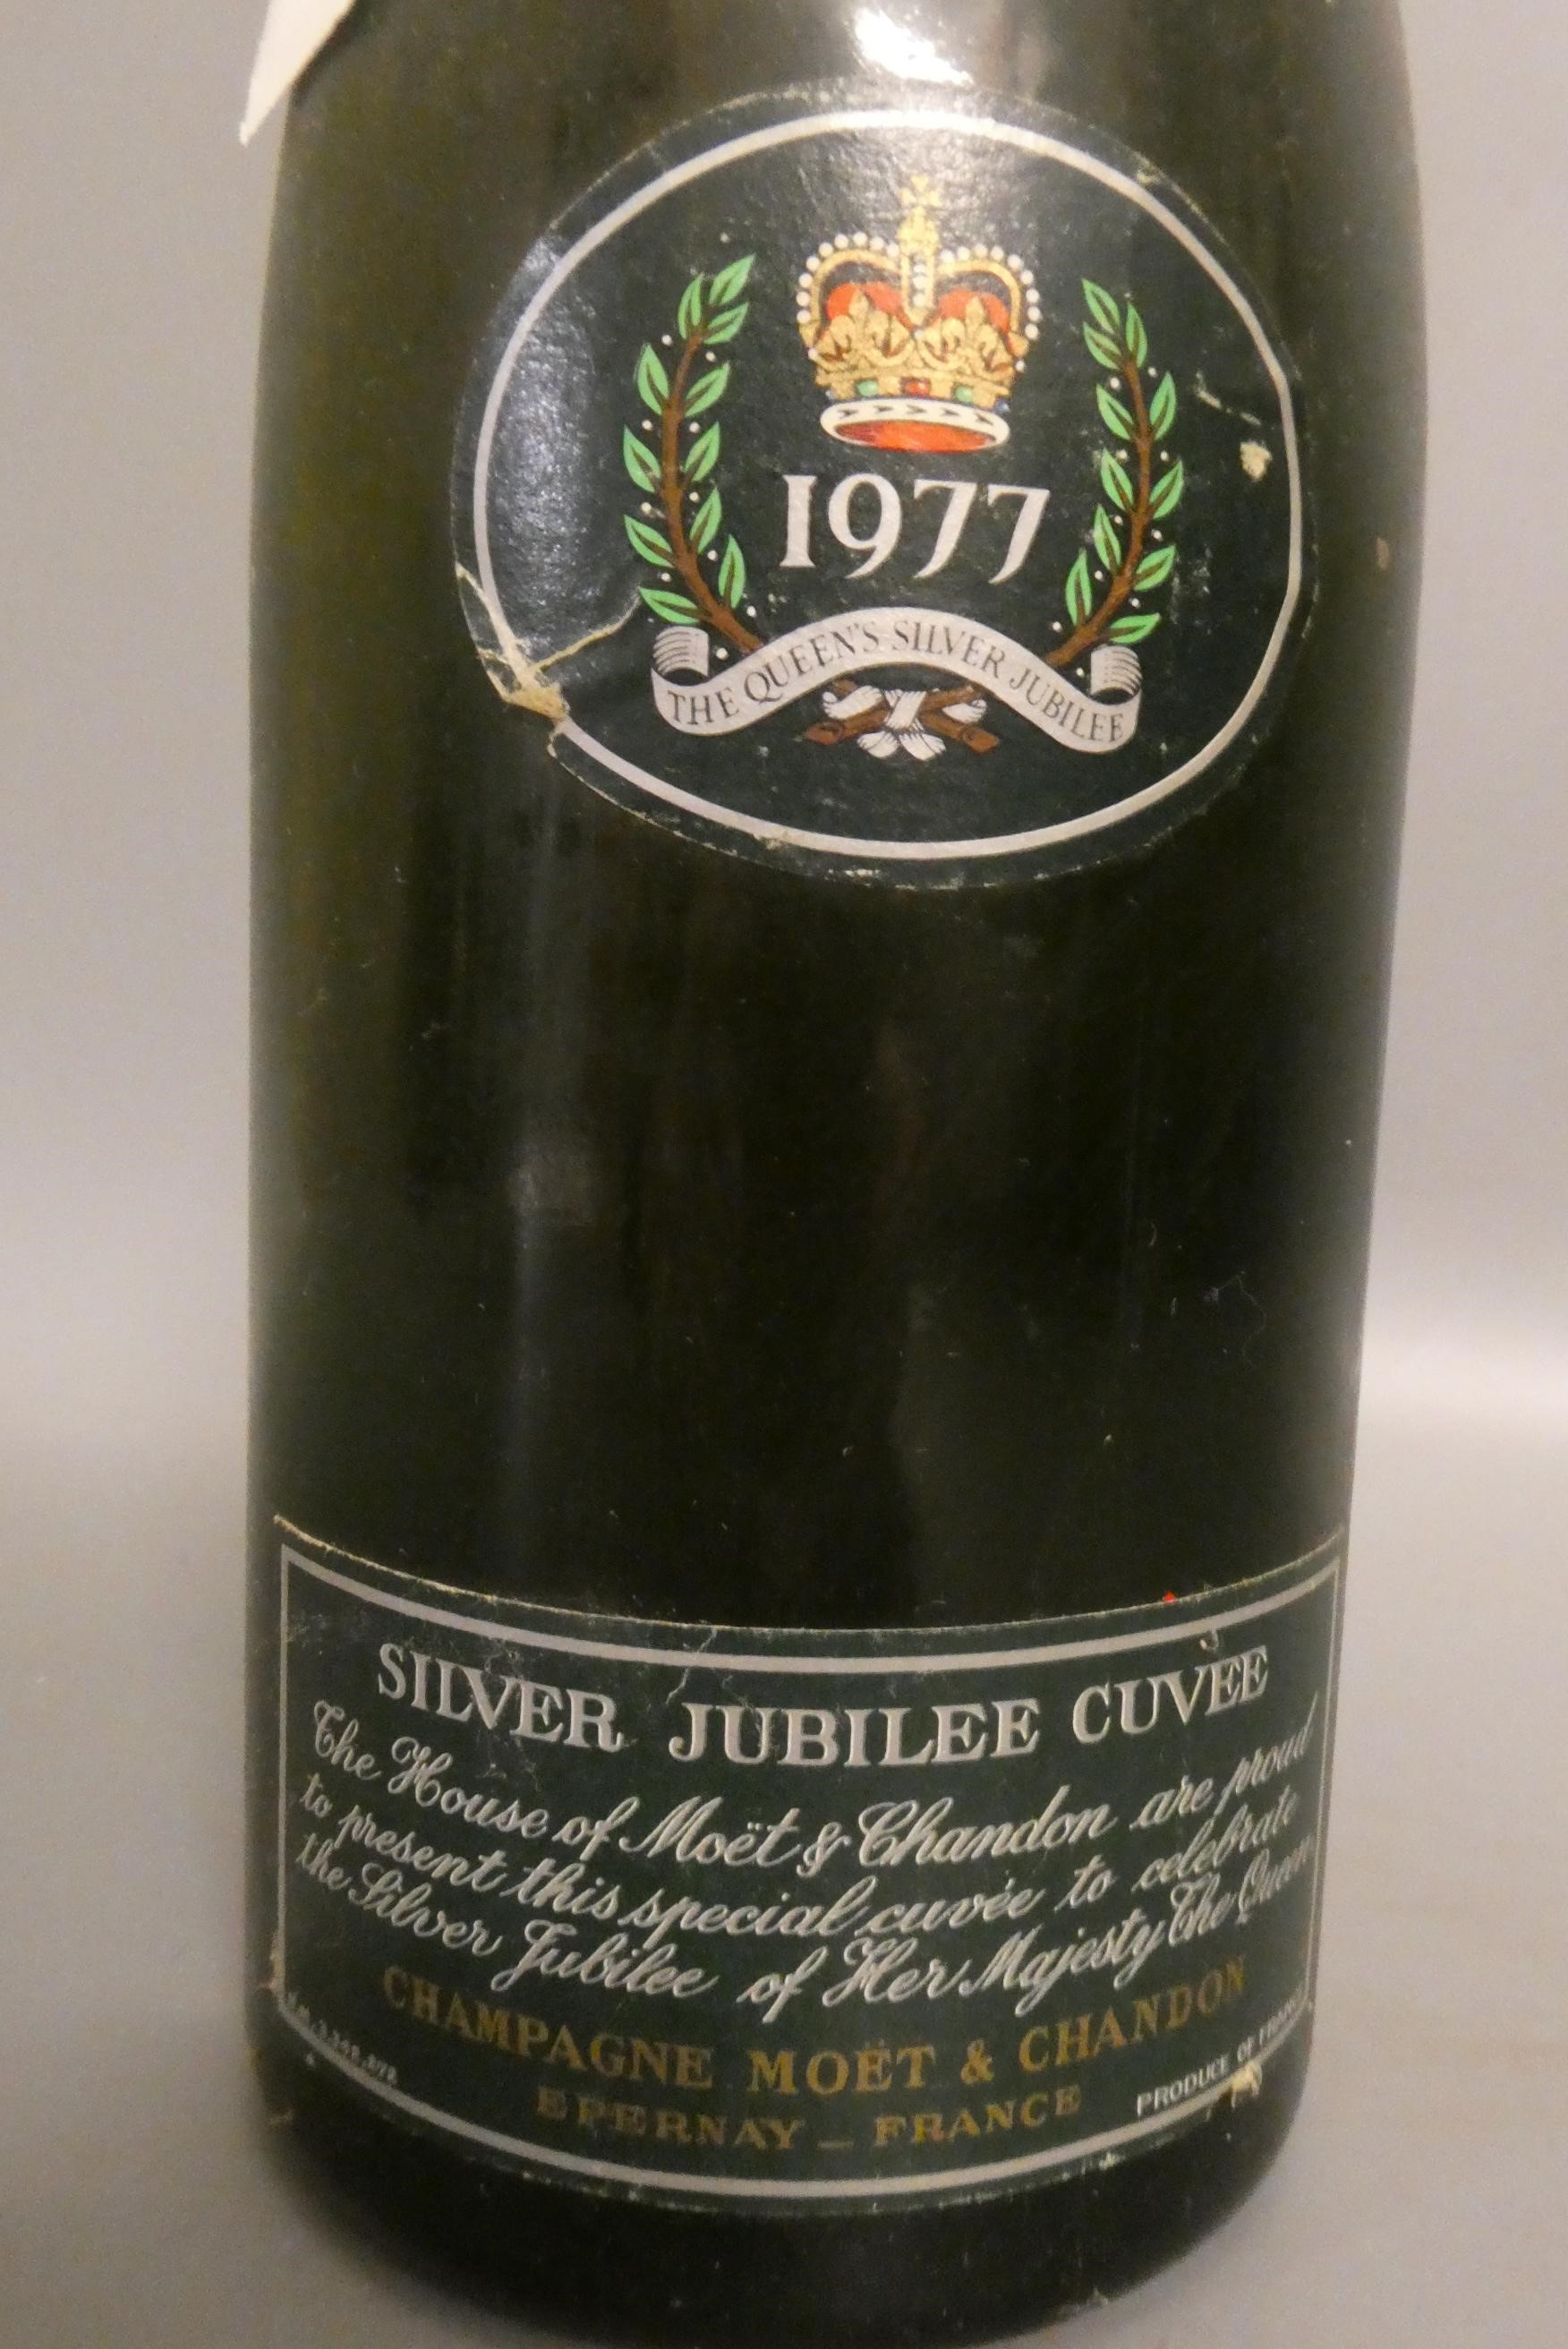 1977
THE QUEEN'S SILVER JUBILEE
SILVER JUBILEE CUVEE
The House of Moët & Chandon are proud
to present this special cuvée to celebrate
the Silver Jubilee of Her Majesty The Queen
CHAMPAGNE MOËT & CHANDON
EPERNAY _ FRANCE
PRODUCE OF FRANCE